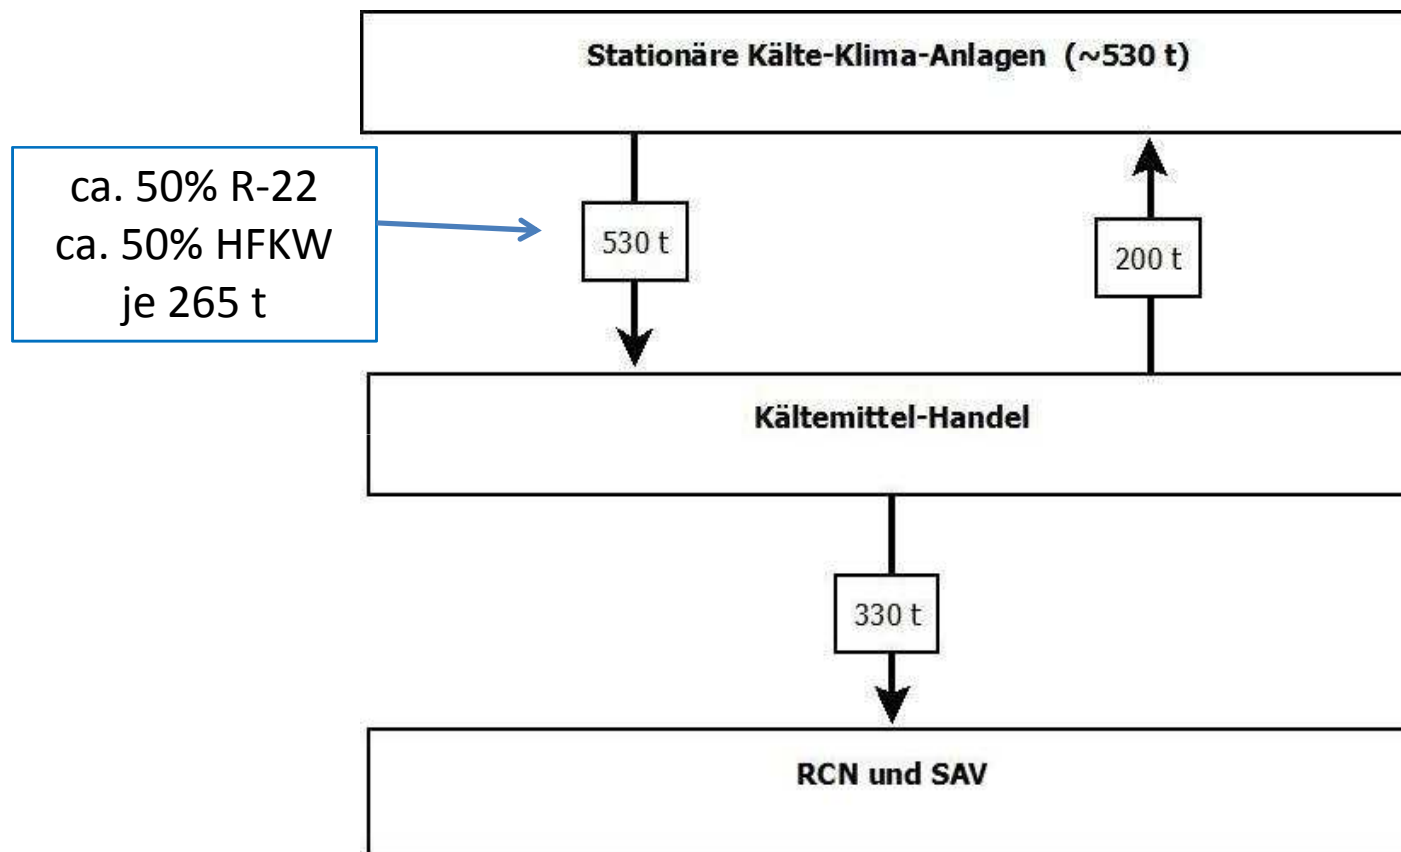 Stationäre Kälte-Klima-Anlagen (~530 t)
ca. 50% R-22
ca. 50% HFKW
je 265 t
530 t
200 t
Kältemittel-Handel
330 t
RCN und SAV